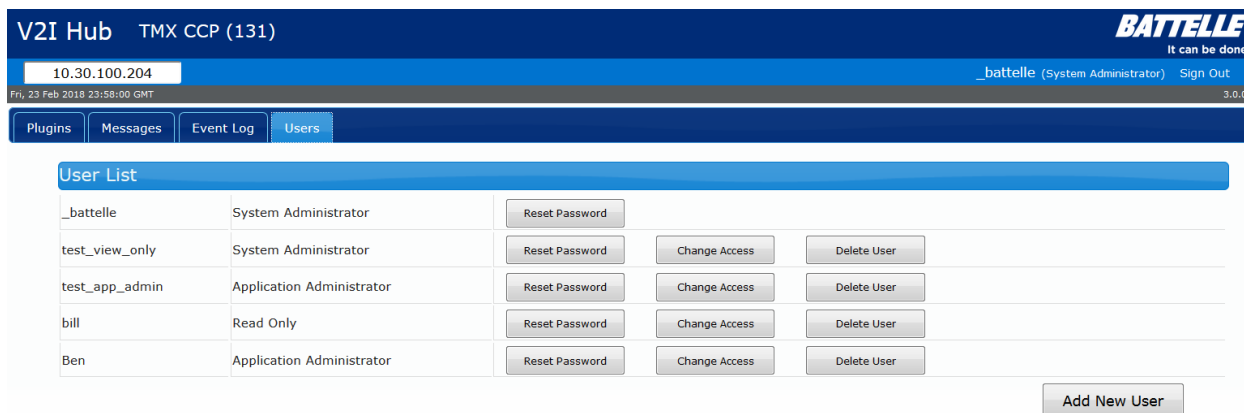 V2I Hub TMX CCP (131)
BATTELLE
It can be done
10.30.100.204 _battelle (System Administrator) Sign Out
Fri, 23 Feb 2018 23:58:00 GMT 3.0.0
Plugins Messages Event Log Users
User List
_battelle System Administrator Reset Password
test_view_only System Administrator Reset Password Change Access Delete User
test_app_admin Application Administrator Reset Password Change Access Delete User
bill Read Only Reset Password Change Access Delete User
Ben Application Administrator Reset Password Change Access Delete User
Add New User